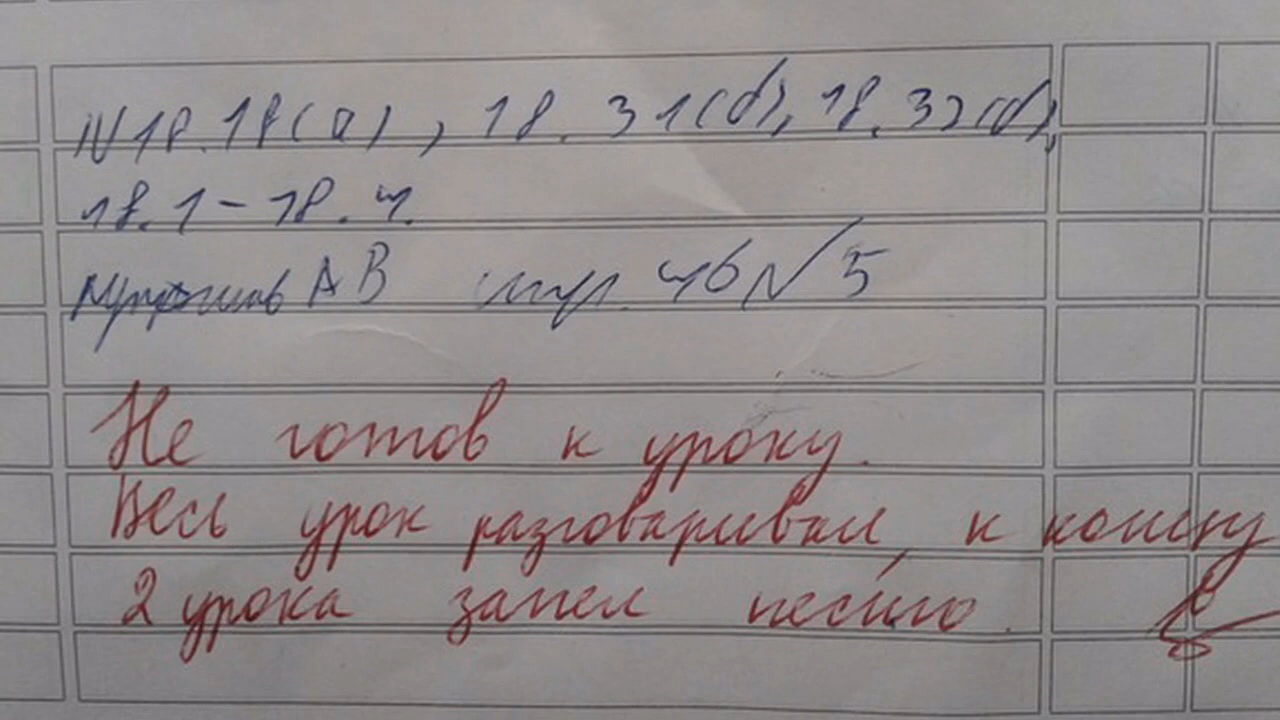 N18.18(а), 18.31(б), 18.32(б),
18.1-18.4.
АВ стр. 46 № 5
Не готов к уроку.
Весь урок разговаривал, к концу
2 урока запел песню.